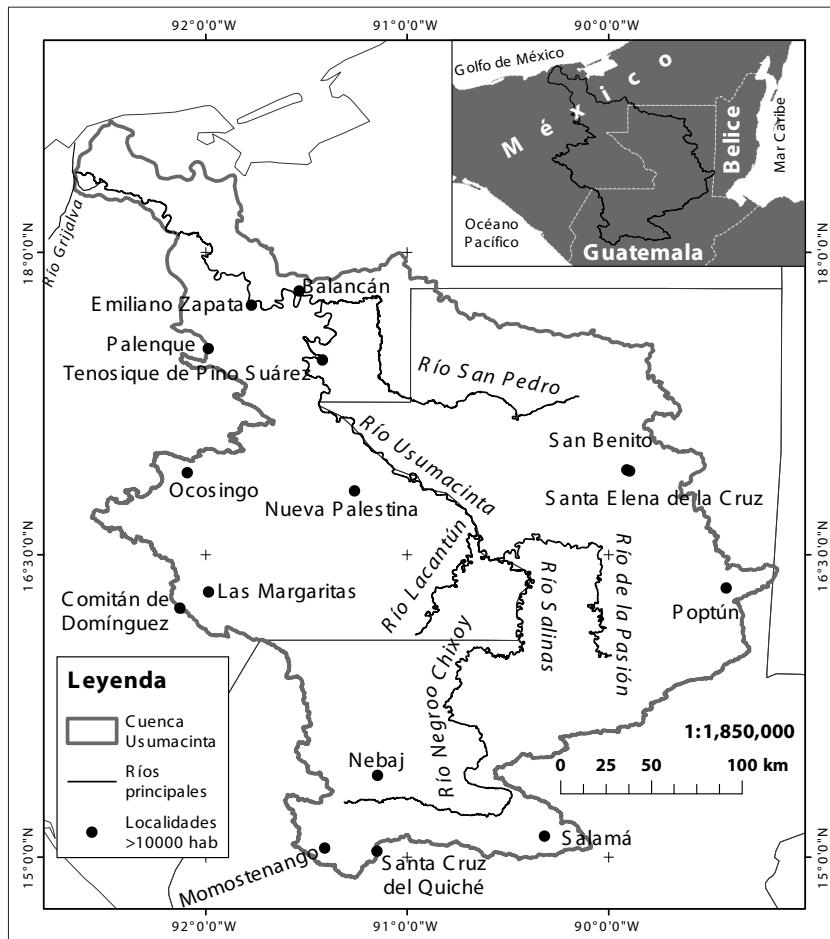 92°0'0"W
91°0'0"W
90°0'0"W
Golfo de México
México
Belice
Mar Caribe
Océano
Pacífico
Guatemala
18°0'0"N
18°0'0"N
Río Grijalva
Balancán
Emiliano Zapata
Palenque
Tenosique de Pino Suárez
Río San Pedro
Río Usumacinta
San Benito
Santa Elena de la Cruz
Ocosingo
Nueva Palestina
16°30'0"N
16°30'0"N
Río Lacantún
Río Salinas
Río de la Pasión
Las Margaritas
Comitán de
Domínguez
Poptún
Río Negroo Chixoy
Leyenda
Cuenca
Usumacinta
Ríos
principales
Localidades
>10000 hab
1:1,850,000
0 25 50 100 km
Nebaj
Salamá
Momostenango
Santa Cruz
del Quiché
15°0'0"N
15°0'0"N
92°0'0"W
91°0'0"W
90°0'0"W